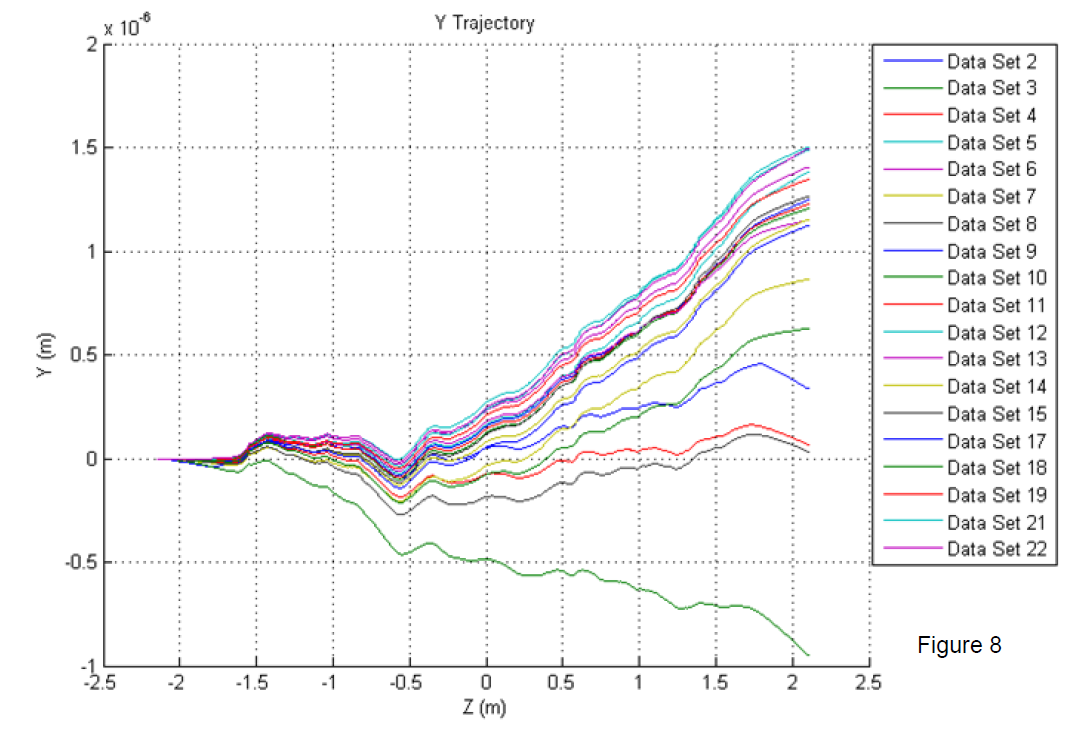 Y Trajectory
x 10-6
2
1.5
1
0.5
0
-0.5
-1
Y (m)
-2.5 -2 -1.5 -1 -0.5 0 0.5 1 1.5 2 2.5
Z (m)
Data Set 2
Data Set 3
Data Set 4
Data Set 5
Data Set 6
Data Set 7
Data Set 8
Data Set 9
Data Set 10
Data Set 11
Data Set 12
Data Set 13
Data Set 14
Data Set 15
Data Set 17
Data Set 18
Data Set 19
Data Set 21
Data Set 22
Figure 8